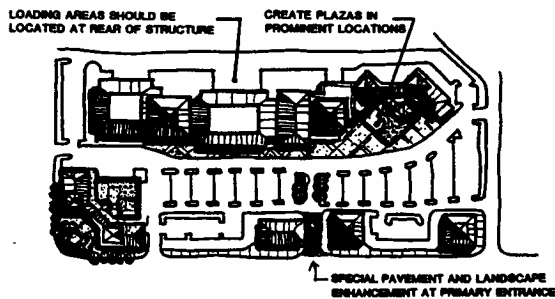 LOADING AREAS SHOULD BE
LOCATED AT REAR OF STRUCTURE
CREATE PLAZAS IN
PROMINENT LOCATIONS
SPECIAL PAVEMENT AND LANDSCAPE
ENHANCEMENT AT PRIMARY ENTRANCE